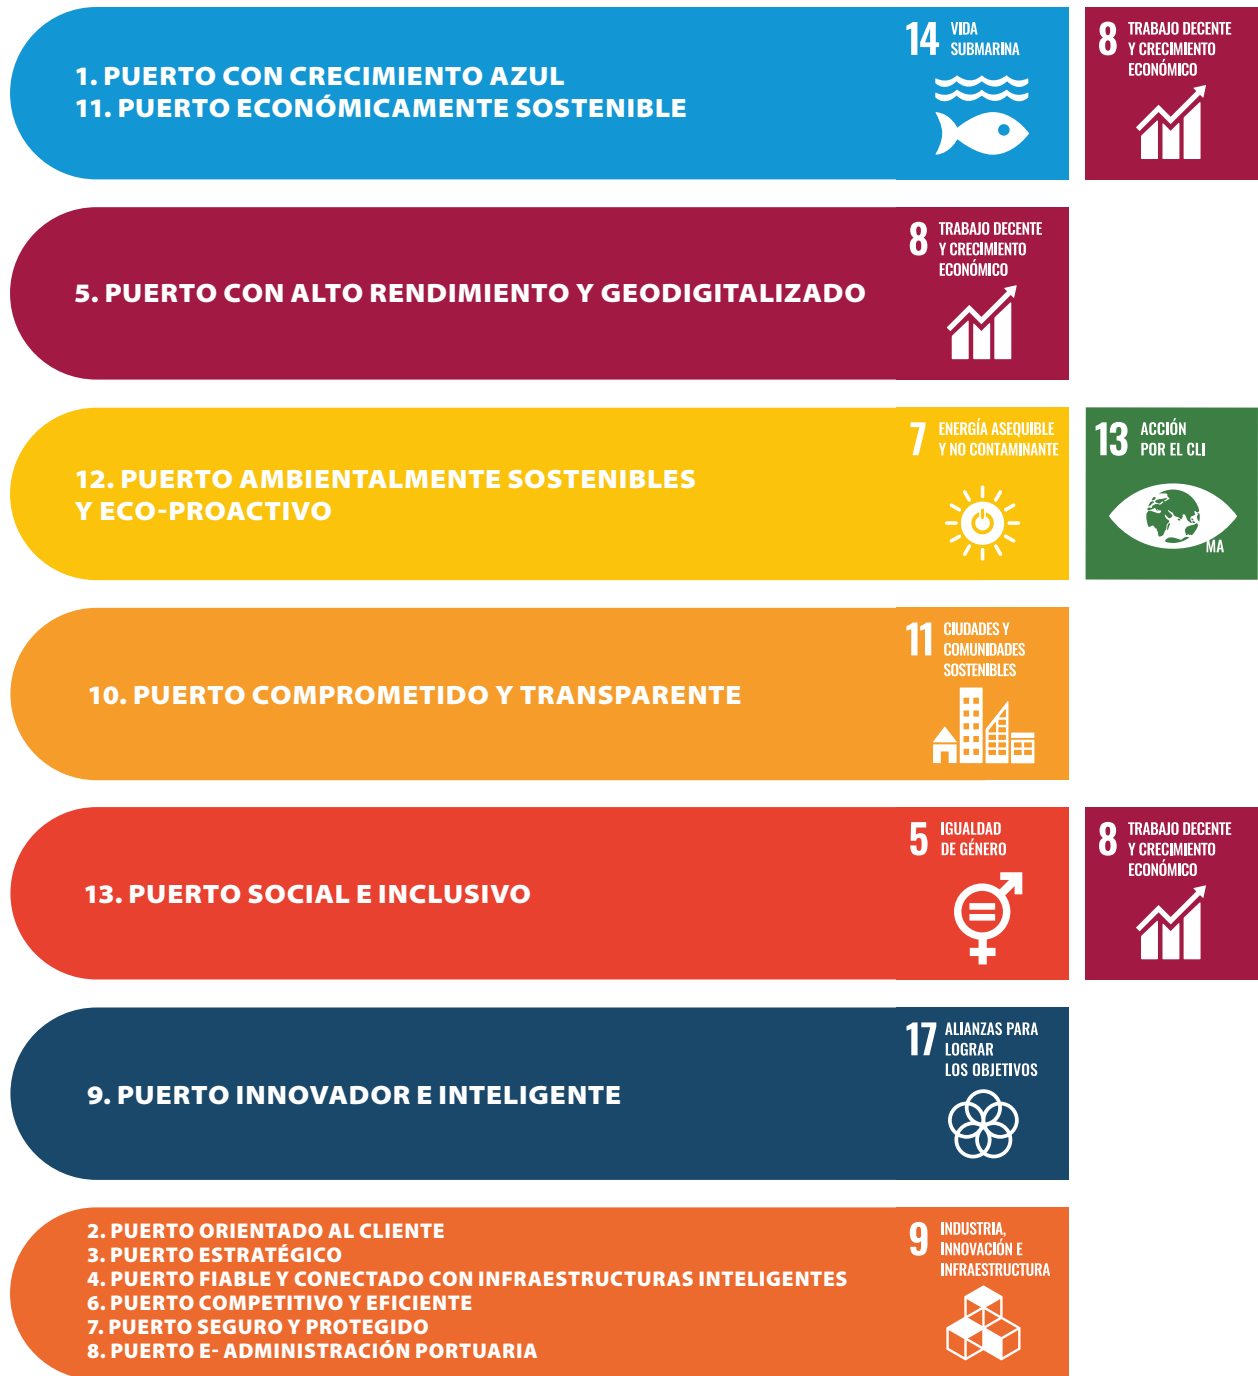 1. PUERTO CON CRECIMIENTO AZUL
11. PUERTO ECONÓMICAMENTE SOSTENIBLE
14 VIDA
SUBMARINA
8 TRABAJO DECENTE
Y CRECIMIENTO
ECONÓMICO
5. PUERTO CON ALTO RENDIMIENTO Y GEODIGITALIZADO
8 TRABAJO DECENTE
Y CRECIMIENTO
ECONÓMICO
12. PUERTO AMBIENTALMENTE SOSTENIBLES
Y ECO-PROACTIVO
7 ENERGÍA ASEQUIBLE
Y NO CONTAMINANTE
13 ACCIÓN
POR EL CLI
MA
10. PUERTO COMPROMETIDO Y TRANSPARENTE
11 CIUDADES Y
COMUNIDADES
SOSTENIBLES
13. PUERTO SOCIAL E INCLUSIVO
5 IGUALDAD
DE GÉNERO
8 TRABAJO DECENTE
Y CRECIMIENTO
ECONÓMICO
9. PUERTO INNOVADOR E INTELIGENTE
17 ALIANZAS PARA
LOGRAR
LOS OBJETIVOS
2. PUERTO ORIENTADO AL CLIENTE
3. PUERTO ESTRATÉGICO
4. PUERTO FIABLE Y CONECTADO CON INFRAESTRUCTURAS INTELIGENTES
6. PUERTO COMPETITIVO Y EFICIENTE
7. PUERTO SEGURO Y PROTEGIDO
8. PUERTO E- ADMINISTRACIÓN PORTUARIA
9 INDUSTRIA,
INNOVACIÓN E
INFRAESTRUCTURA